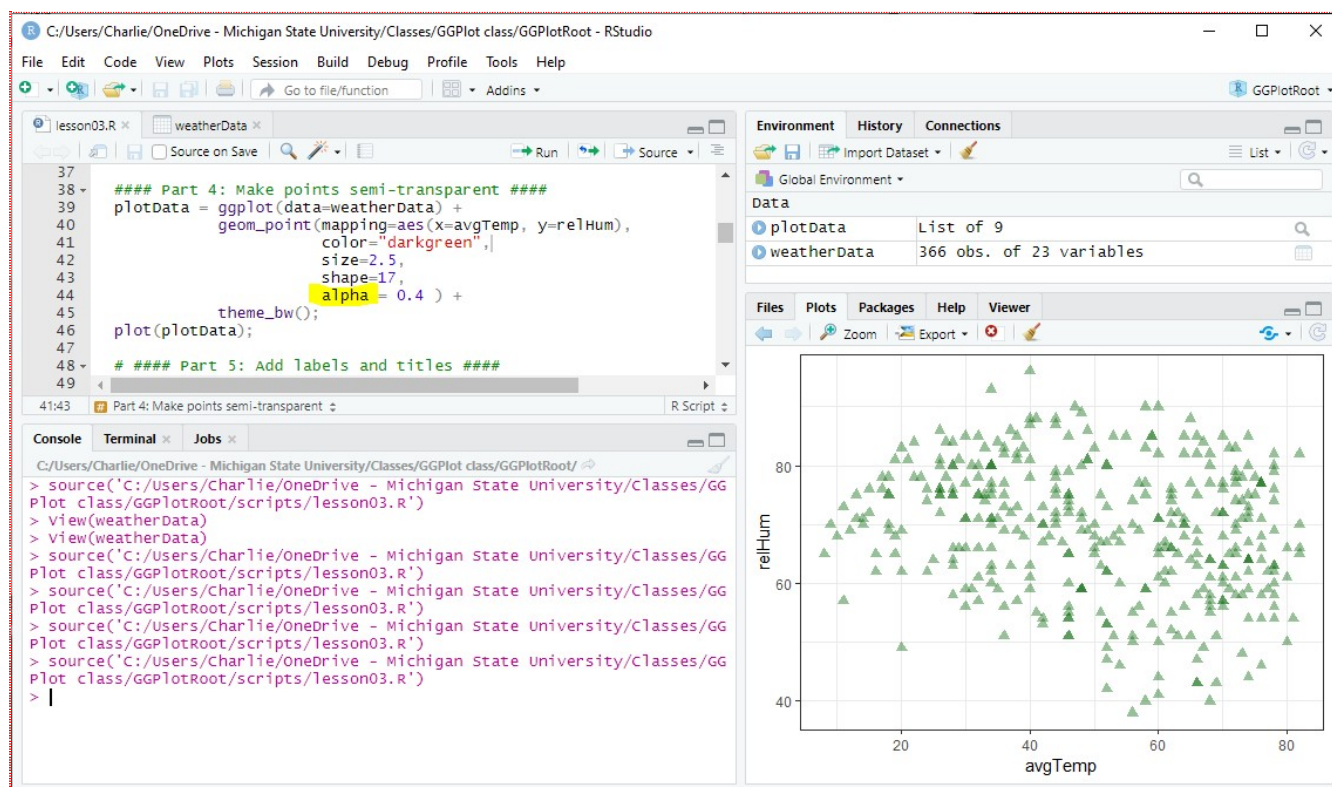 C:/Users/Charlie/OneDrive - Michigan State University/Classes/GGPlot class/GGPlotRoot - RStudio
File Edit Code View Plots Session Build Debug Profile Tools Help
Go to file/function Addins GGPlotRoot
lesson03.R weatherData
Source on Save Run Source
37
38 #### Part 4: Make points semi-transparent ####
39 plotData = ggplot(data=weatherData) +
40 geom_point(mapping=aes(x=avgTemp, y=relHum),
41 color="darkgreen",
42 size=2.5,
43 shape=17,
44 alpha = 0.4 ) +
45 theme_bw();
46 plot(plotData);
47
48 # #### Part 5: Add labels and titles ####
49
41:43 # Part 4: Make points semi-transparent R Script
Console Terminal Jobs
C:/Users/Charlie/OneDrive - Michigan State University/Classes/GGPlot class/GGPlotRoot/
> source('C:/Users/Charlie/OneDrive - Michigan State University/Classes/GG
Plot class/GGPlotRoot/scripts/lesson03.R')
> View(weatherData)
> View(weatherData)
> source('C:/Users/Charlie/OneDrive - Michigan State University/Classes/GG
Plot class/GGPlotRoot/scripts/lesson03.R')
> source('C:/Users/Charlie/OneDrive - Michigan State University/Classes/GG
Plot class/GGPlotRoot/scripts/lesson03.R')
> source('C:/Users/Charlie/OneDrive - Michigan State University/Classes/GG
Plot class/GGPlotRoot/scripts/lesson03.R')
> source('C:/Users/Charlie/OneDrive - Michigan State University/Classes/GG
Plot class/GGPlotRoot/scripts/lesson03.R')
>
Environment History Connections
Import Dataset List
Global Environment
Data
plotData List of 9
weatherData 366 obs. of 23 variables
Files Plots Packages Help Viewer
Zoom Export
80
60
40
relHum
20 40 60 80
avgTemp